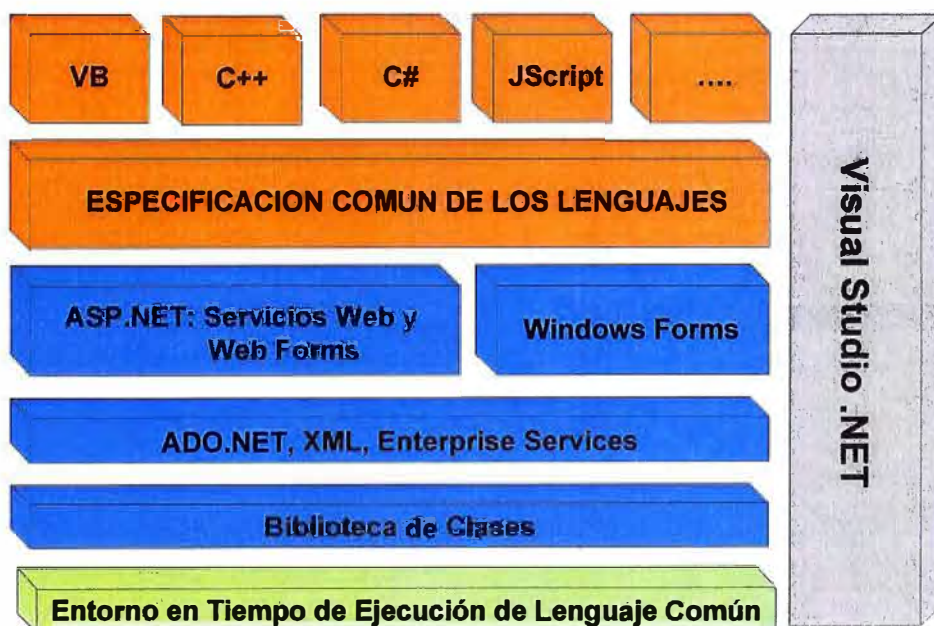 VB
C++
C#
JScript
....
ESPECIFICACION COMUN DE LOS LENGUAJES
ASP.NET: Servicios Web y
Web Forms
Windows Forms
ADO.NET, XML, Enterprise Services
Biblioteca de Clases
Entorno en Tiempo de Ejecución de Lenguaje Común
Visual Studio .NET